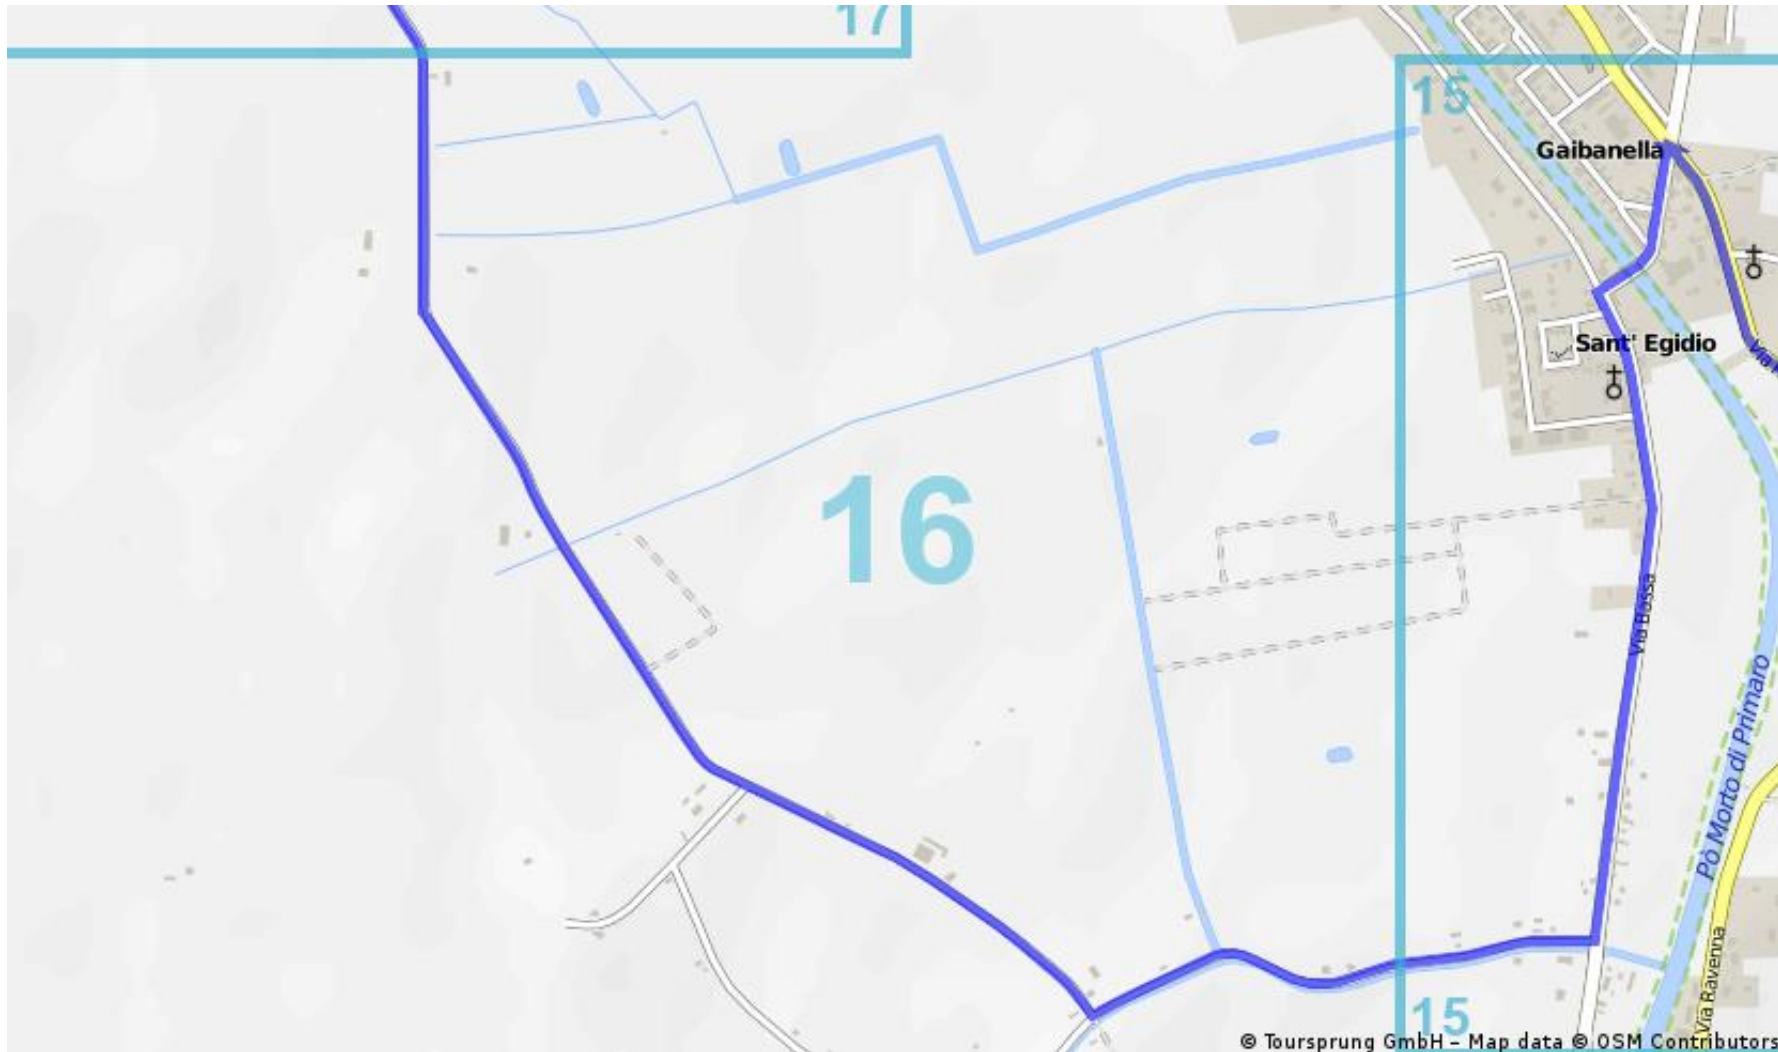 17
15
Gaibanella
Sant' Egidio
Via
16
Via Bassa
Pò Morto di Primaro
Via Ravenna
15
© Toursprung GmbH – Map data © OSM Contributors